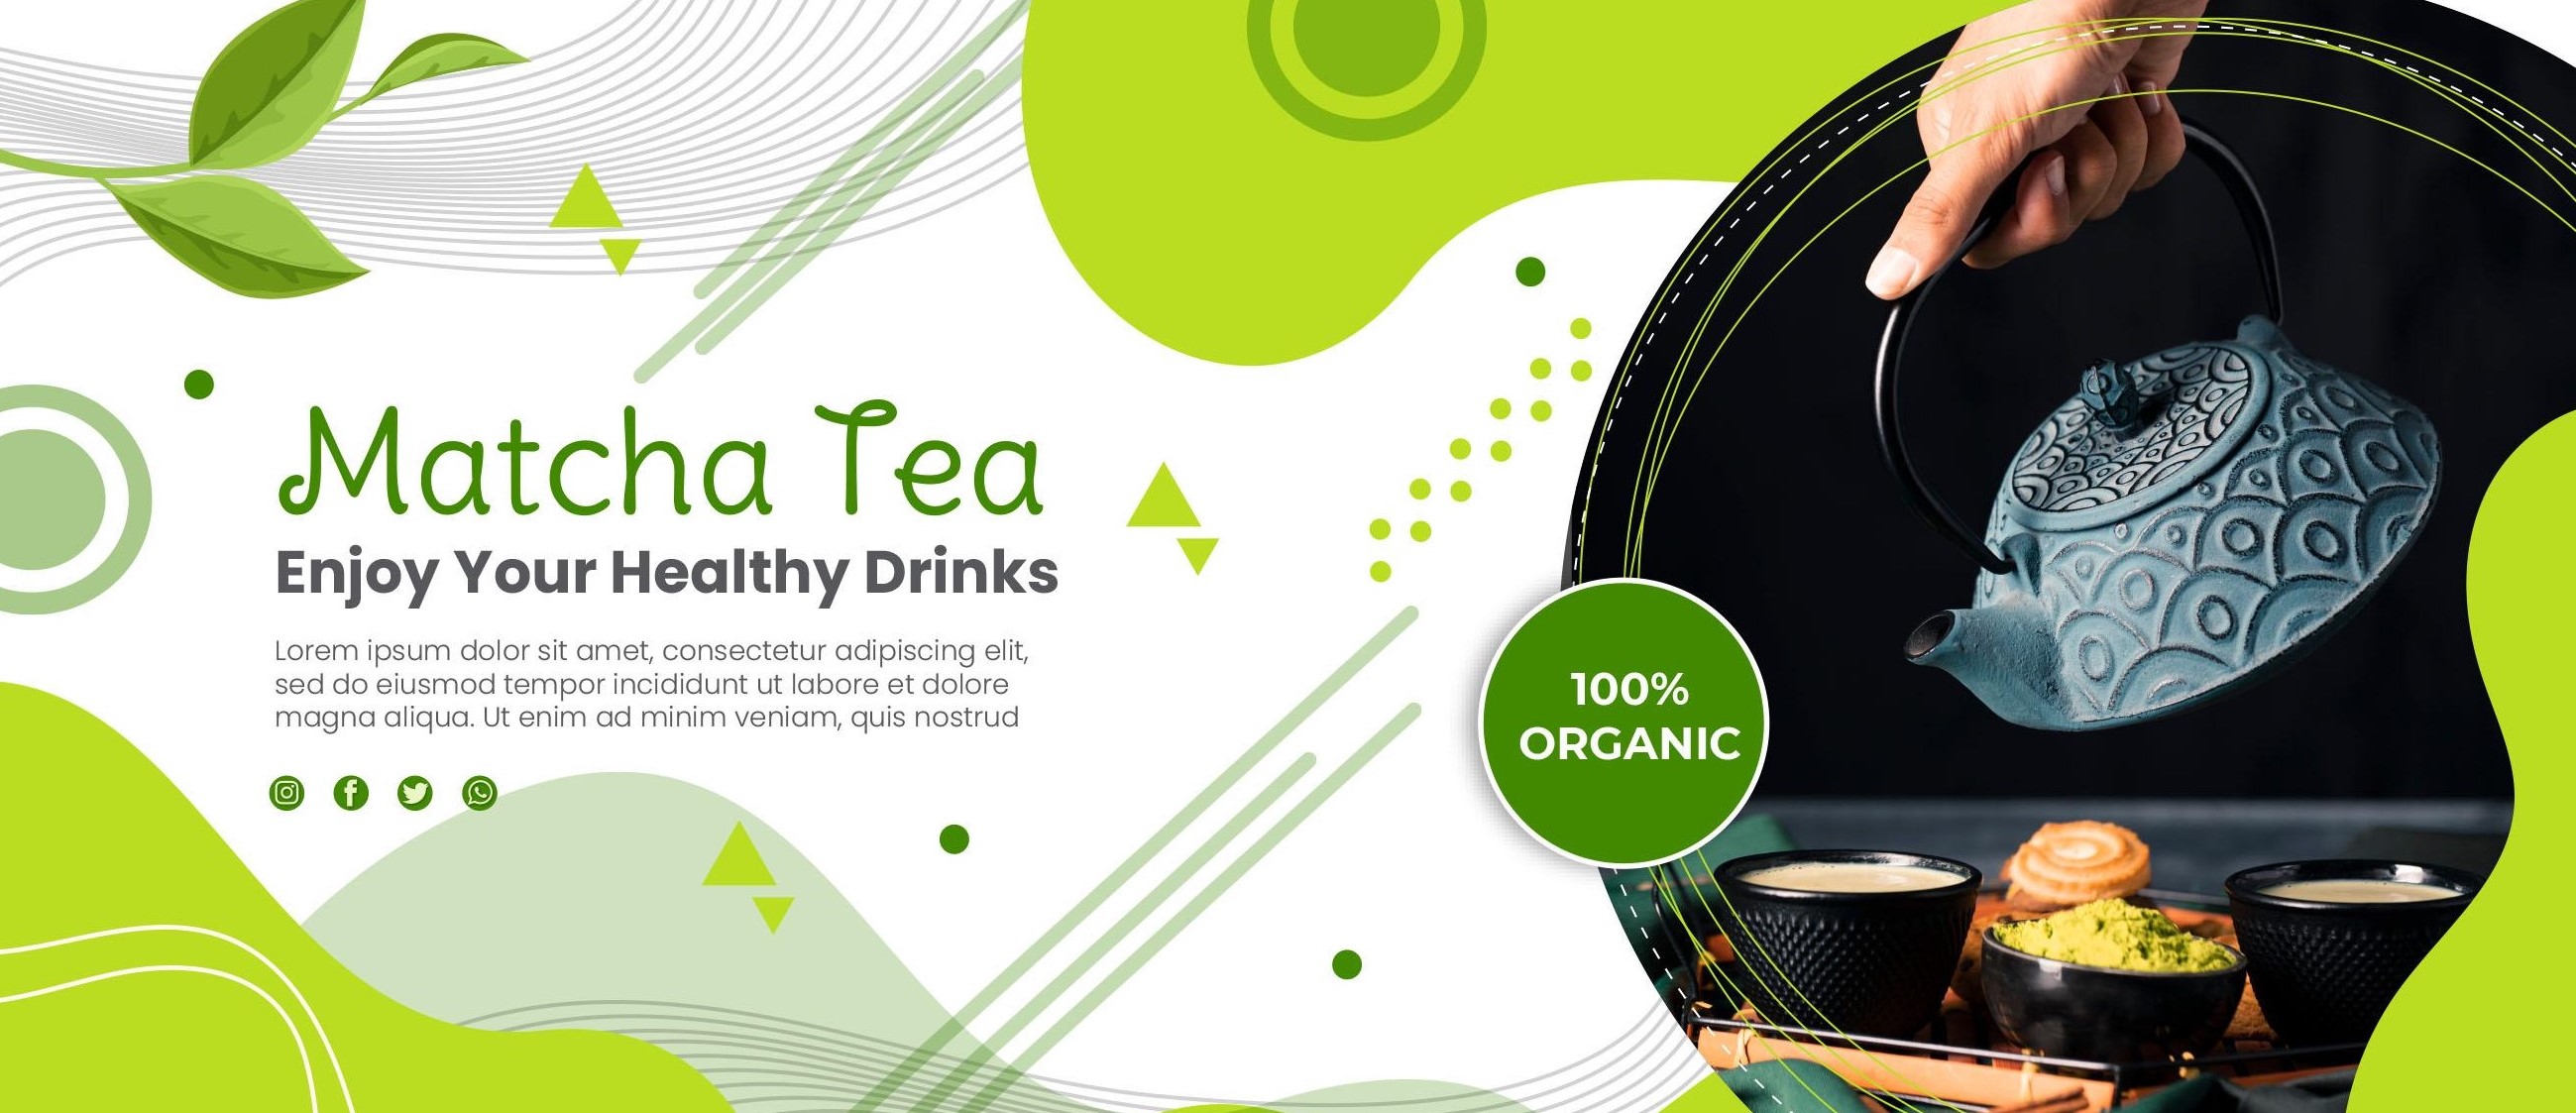 Matcha Tea
Enjoy Your Healthy Drinks
Lorem ipsum dolor sit amet, consectetur adipiscing elit,
sed do eiusmod tempor incididunt ut labore et dolore
magna aliqua. Ut enim ad minim veniam, quis nostrud
100%
ORGANIC